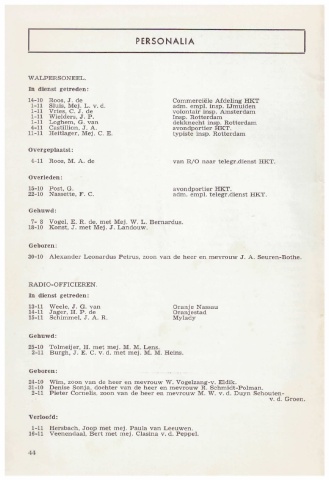 PERSONALIA
WALPERSONEEL.
In dienst getreden:
14-10 Roos, J. de Commerciële Afdeling HKT
1-11 Sluis, Mej. L. v. d. adm. empl. insp. IJmuiden
1-11 Vries, C. J. de volontair insp. Amsterdam
1-11 Wielders, J. P. Insp. Rotterdam
1-11 Leghem, G. van dekknecht insp. Rotterdam
4-11 Castillion, J. A. avondportier HKT.
11-11 Heitlager, Mej. C. E. typiste insp. Rotterdam
Overgeplaatst:
4-11 Roos, M. A. de van R/O naar telegr.dienst HKT.
Overleden:
15-10 Post, G. avondportier HKT.
22-10 Nassette, F. C. adm. empl. telegr.dienst HKT.
Gehuwd:
7- 8 Vogel, E. R. de, met Mej. W. L. Bernardus.
18-10 Konst, J. met Mej. J. Landouw.
Geboren:
20-10 Alexander Leonardus Petrus, zoon van de heer en mevrouw J. A. Seuren-Bothe.
RADIO-OFFICIEREN.
In dienst getreden:
13-11 Weele, J. G. van Oranje Nassau
14-11 Jager, H. P. de Oranjestad
15-11 Schimmel, J. A. R. Mylady
Gehuwd:
25-10 Tolmeijer, H. met mej. M. M. Lens.
2-11 Burgh, J. E. C. v. d. met mej. M. M. Heins.
Geboren:
24-10 Wim, zoon van de heer en mevrouw W. Vogelzang-v. Eldik.
21-10 Denise Sonja, dochter van de heer en mevrouw R. Schmidt-Polman.
2-11 Pieter Cornelis, zoon van de heer en mevrouw M. W. v. d. Duyn Schouten-
v. d. Groen.
Verloofd:
1-11 Hersbach, Joop met mej. Paula van Leeuwen.
16-11 Veenendaal, Bert met mej. Clasina v. d. Peppel.
44